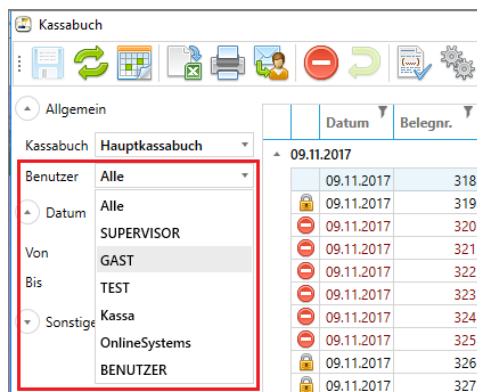 Kassabuch
Allgemein
Kassabuch Hauptkassabuch
Benutzer Alle
Alle
SUPERVISOR
GAST
TEST
Kassa
OnlineSystems
BENUTZER
Datum
Von
Bis
Sonstige
Datum Belegnr.
09.11.2017
09.11.2017 318
09.11.2017 319
09.11.2017 320
09.11.2017 321
09.11.2017 322
09.11.2017 323
09.11.2017 324
09.11.2017 325
09.11.2017 326
09.11.2017 327